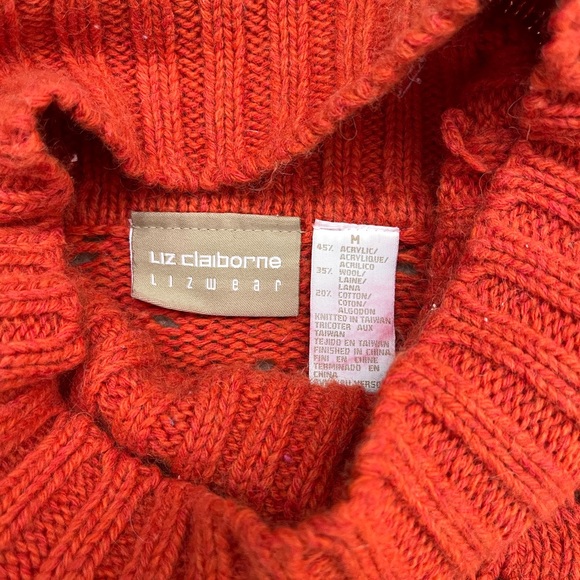 Liz claiborne
Lizwear
M
45% ACRYLIC/
ACRYLIQUE/
ACRILICO
35% WOOL/
LAINE/
LANA
20% COTTON/
COTON/
ALGODON
KNITTED IN TAIWAN
TRICOTER AUX
TAIWAN
TEJIDO EN TAIWAN
FINISHED IN CHINA
FINI EN CHINE
TERMINADO EN
CHINA